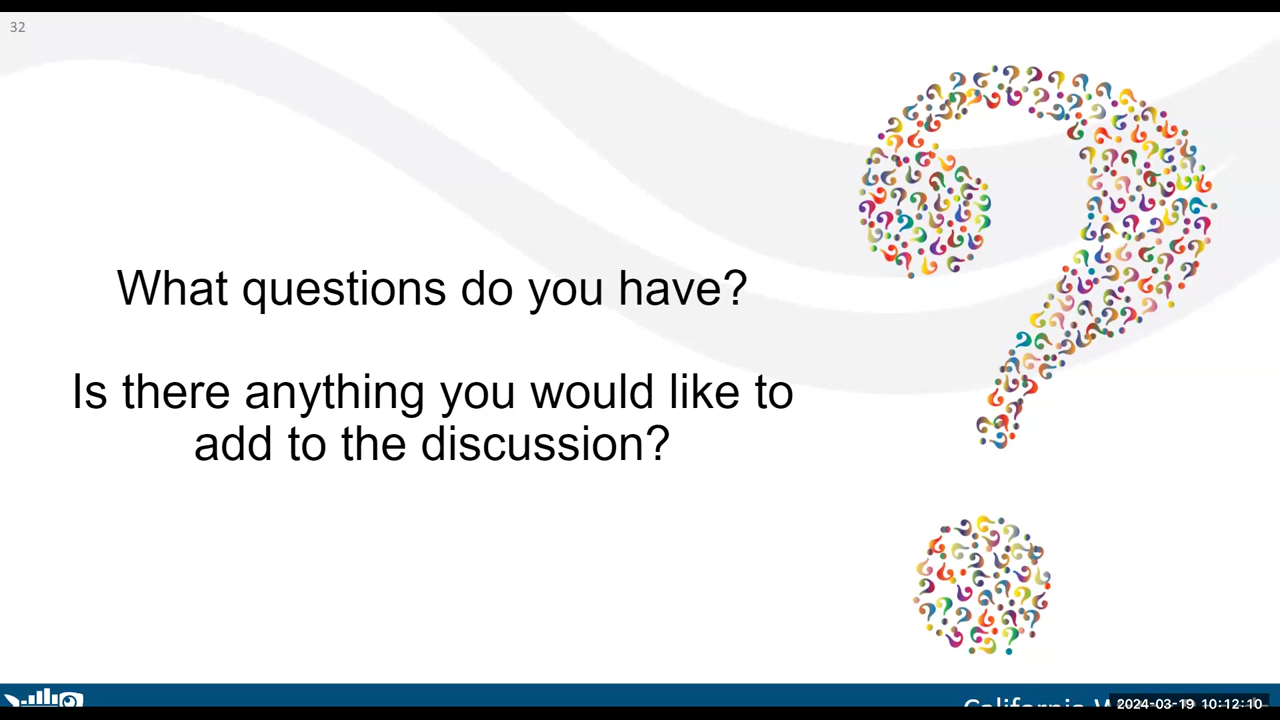 32
What questions do you have?
Is there anything you would like to
add to the discussion?
California
2024-03-19 10:12:10